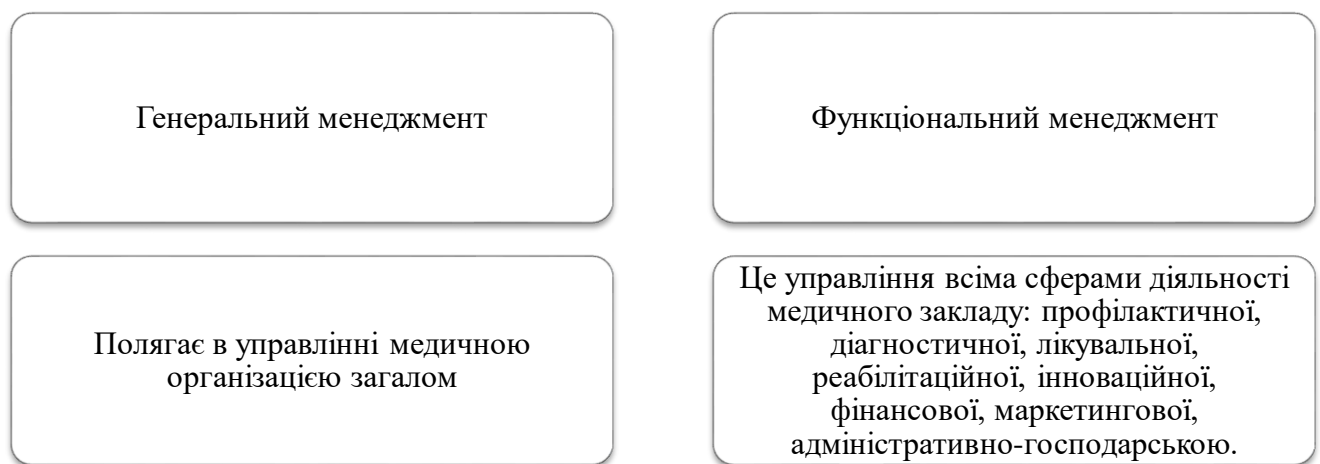 Генеральний менеджмент
Функціональний менеджмент
Полягає в управлінні медичною
організацією загалом
Це управління всіма сферами діяльності
медичного закладу: профілактичної,
діагностичної, лікувальної,
реабілітаційної, інноваційної,
фінансової, маркетингової,
адміністративно-господарською.